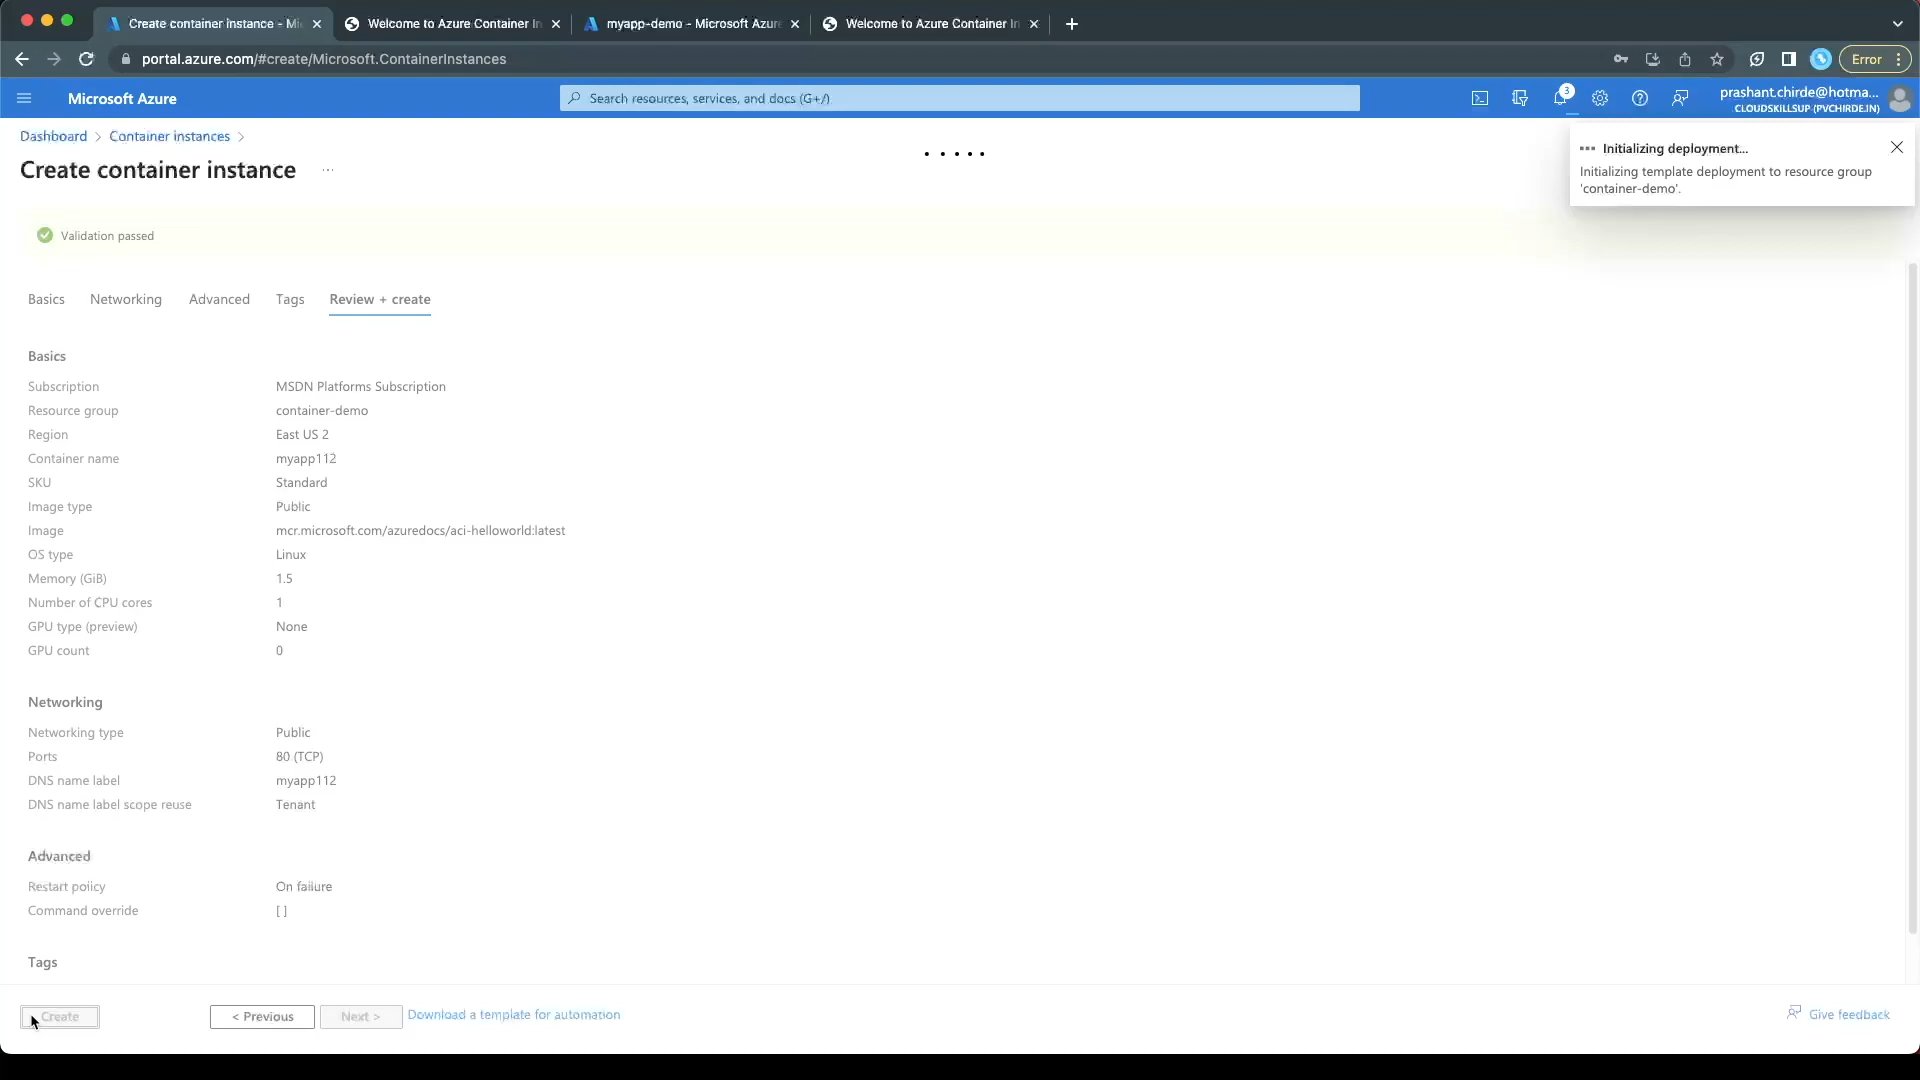 Create container instance - Mi
Welcome to Azure Container In
myapp-demo - Microsoft Azure
Welcome to Azure Container In
portal.azure.com/#create/Microsoft.ContainerInstances
Error
Microsoft Azure
Search resources, services, and docs (G+/)
3
prashant.chirde@hotma...
CLOUDSKILLSUP (PVCHIRDE.IN)
Dashboard > Container instances >
Create container instance ...
Initializing deployment...
Initializing template deployment to resource group
'container-demo'.
Validation passed
Basics Networking Advanced Tags Review + create
Basics
Subscription MSDN Platforms Subscription
Resource group container-demo
Region East US 2
Container name myapp112
SKU Standard
Image type Public
Image mcr.microsoft.com/azuredocs/aci-helloworld:latest
OS type Linux
Memory (GiB) 1.5
Number of CPU cores 1
GPU type (preview) None
GPU count 0
Networking
Networking type Public
Ports 80 (TCP)
DNS name label myapp112
DNS name label scope reuse Tenant
Advanced
Restart policy On failure
Command override [ ]
Tags
Create
< Previous
Next >
Download a template for automation
Give feedback